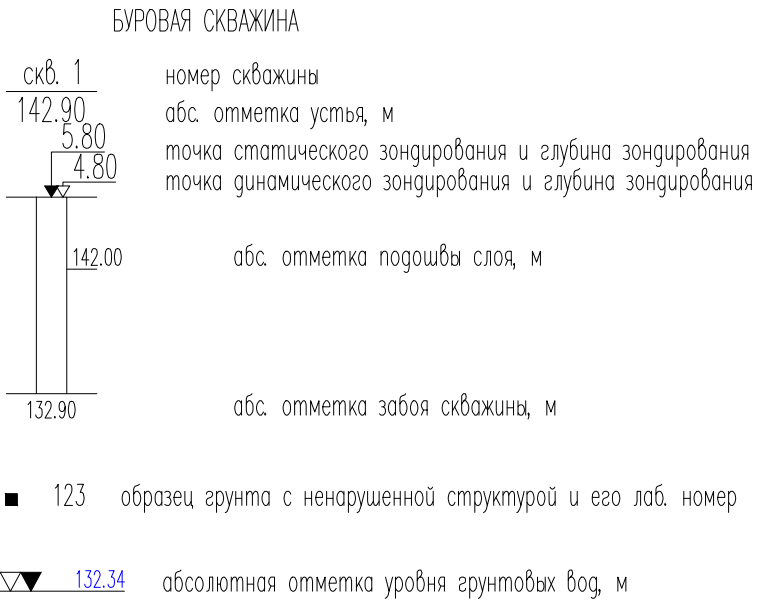 БУРОВАЯ СКВАЖИНА
скв. 1 номер скважины
142.90 абс. отметка устья, м
5.80 точка статического зондирования и глубина зондирования
4.80 точка динамического зондирования и глубина зондирования
142.00 абс. отметка подошвы слоя, м
132.90 абс. отметка забоя скважины, м
123 образец грунта с ненарушенной структурой и его лаб. номер
132.34 абсолютная отметка уровня грунтовых вод, м